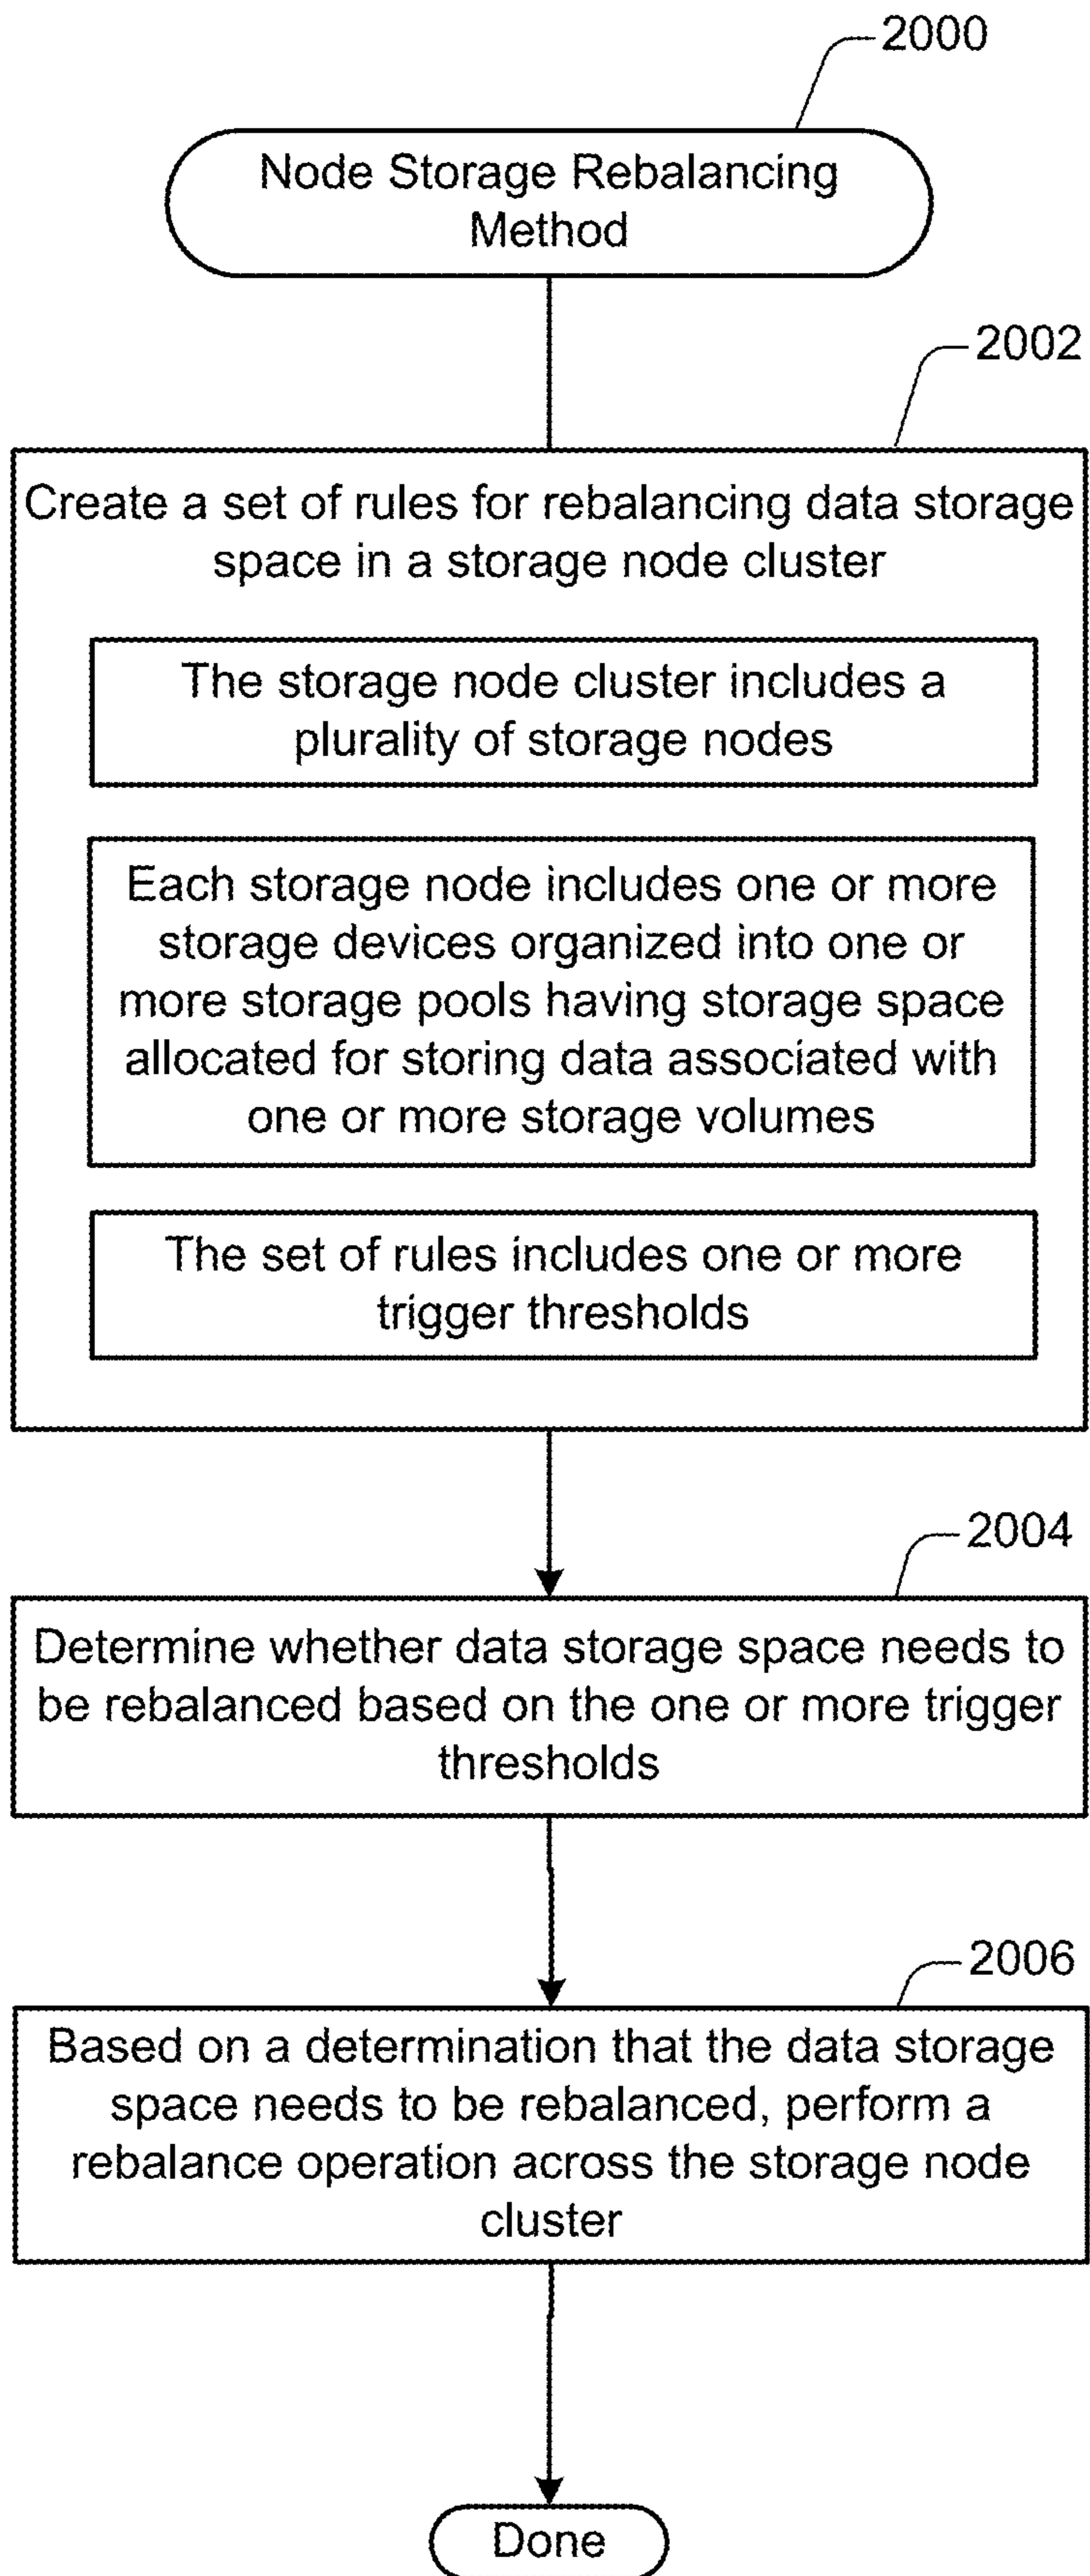 2000
Node Storage Rebalancing
Method
2002
Create a set of rules for rebalancing data storage
space in a storage node cluster
The storage node cluster includes a
plurality of storage nodes
Each storage node includes one or more
storage devices organized into one or
more storage pools having storage space
allocated for storing data associated with
one or more storage volumes
The set of rules includes one or more
trigger thresholds
2004
Determine whether data storage space needs to
be rebalanced based on the one or more trigger
thresholds
2006
Based on a determination that the data storage
space needs to be rebalanced, perform a
rebalance operation across the storage node
cluster
Done